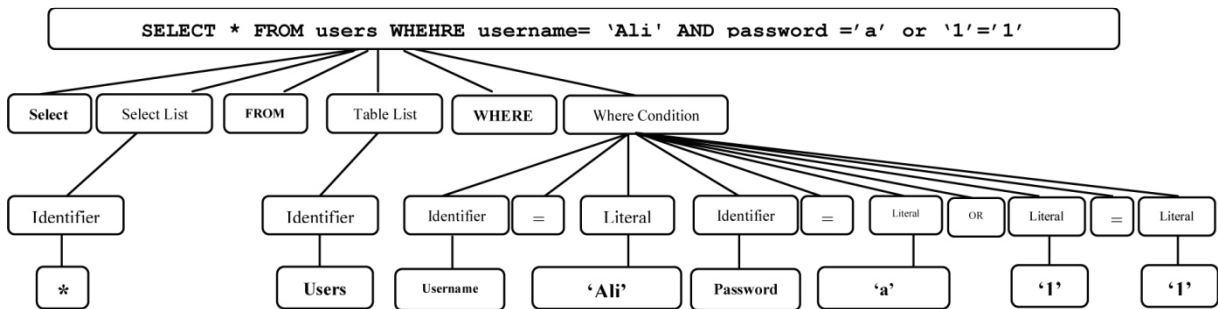 SELECT * FROM users WHEHRE username= ‘Ali' AND password =’a’ or ‘1’=’1’
Select Select List FROM Table List WHERE Where Condition
Identifier Identifier Identifier = Literal Identifier = Literal OR Literal = Literal
* Users Username ‘Ali’ Password ‘a’ ‘1’ ‘1’